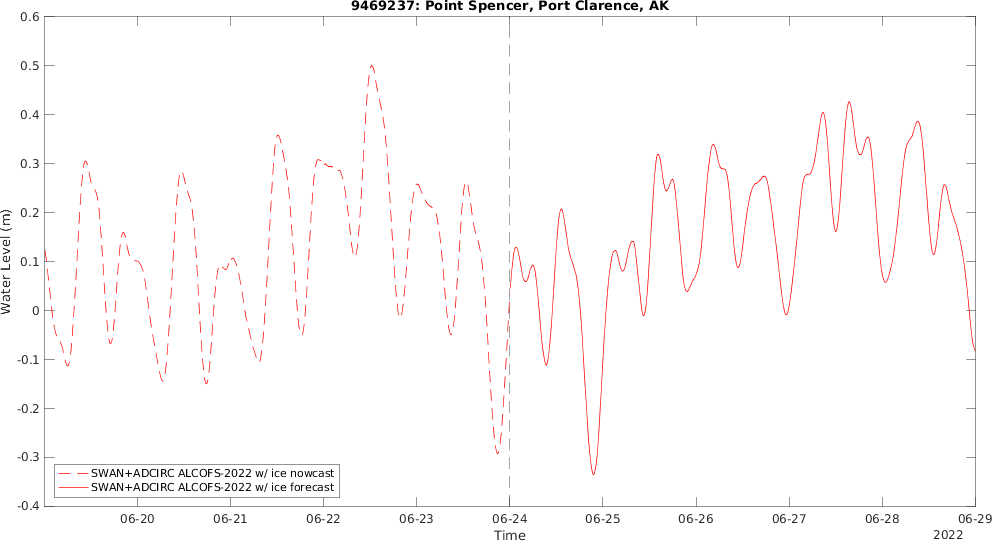 9469237: Point Spencer, Port Clarence, AK
0.6
0.5
0.4
0.3
0.2
0.1
0
-0.1
-0.2
-0.3
-0.4
Water Level (m)
SWAN+ADCIRC ALCOFS-2022 w/ ice nowcast
SWAN+ADCIRC ALCOFS-2022 w/ ice forecast
06-20 06-21 06-22 06-23 06-24 06-25 06-26 06-27 06-28 06-29
Time
2022